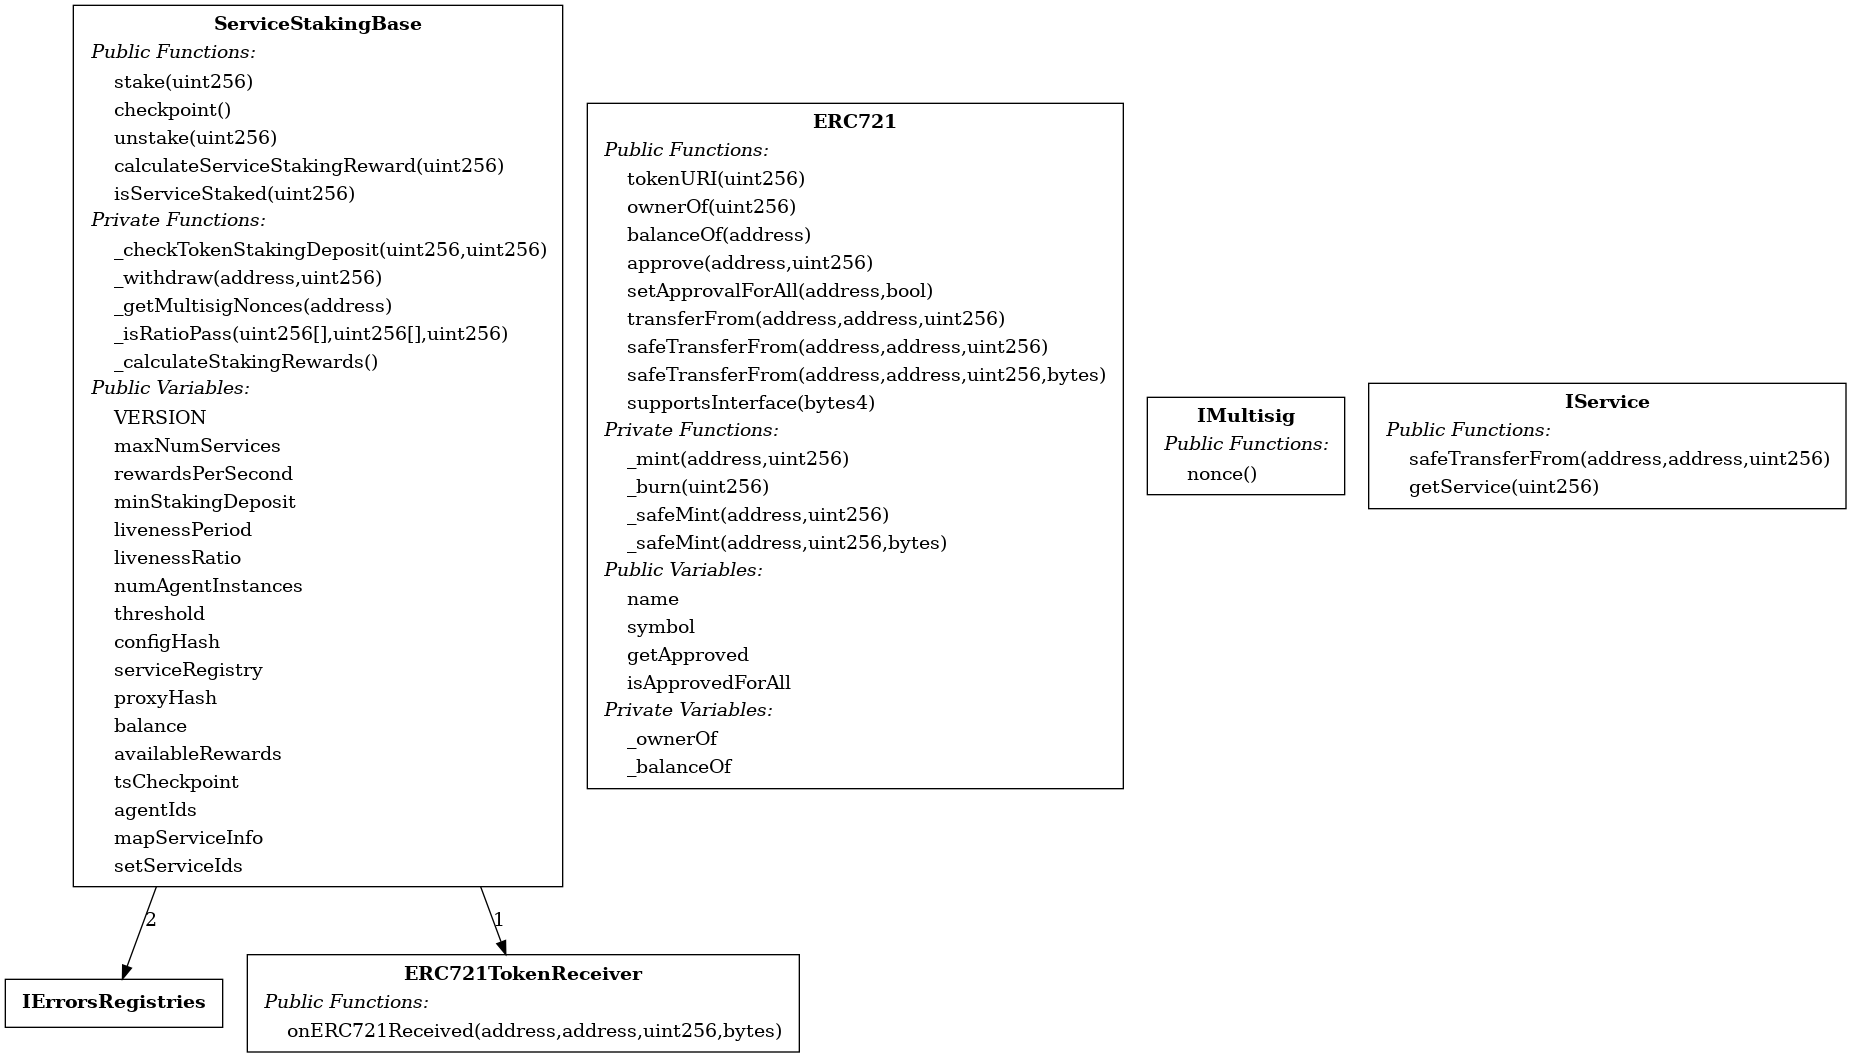 ServiceStakingBase
Public Functions:
stake(uint256)
checkpoint()
unstake(uint256)
calculateServiceStakingReward(uint256)
isServiceStaked(uint256)
Private Functions:
_checkTokenStakingDeposit(uint256,uint256)
_withdraw(address,uint256)
_getMultisigNonces(address)
_isRatioPass(uint256[],uint256[],uint256)
_calculateStakingRewards()
Public Variables:
VERSION
maxNumServices
rewardsPerSecond
minStakingDeposit
livenessPeriod
livenessRatio
numAgentInstances
threshold
configHash
serviceRegistry
proxyHash
balance
availableRewards
tsCheckpoint
agentIds
mapServiceInfo
setServiceIds
ERC721
Public Functions:
tokenURI(uint256)
ownerOf(uint256)
balanceOf(address)
approve(address,uint256)
setApprovalForAll(address,bool)
transferFrom(address,address,uint256)
safeTransferFrom(address,address,uint256)
safeTransferFrom(address,address,uint256,bytes)
supportsInterface(bytes4)
Private Functions:
_mint(address,uint256)
_burn(uint256)
_safeMint(address,uint256)
_safeMint(address,uint256,bytes)
Public Variables:
name
symbol
getApproved
isApprovedForAll
Private Variables:
_ownerOf
_balanceOf
IMultisig
Public Functions:
nonce()
IService
Public Functions:
safeTransferFrom(address,address,uint256)
getService(uint256)
2
1
IErrorsRegistries
ERC721TokenReceiver
Public Functions:
onERC721Received(address,address,uint256,bytes)